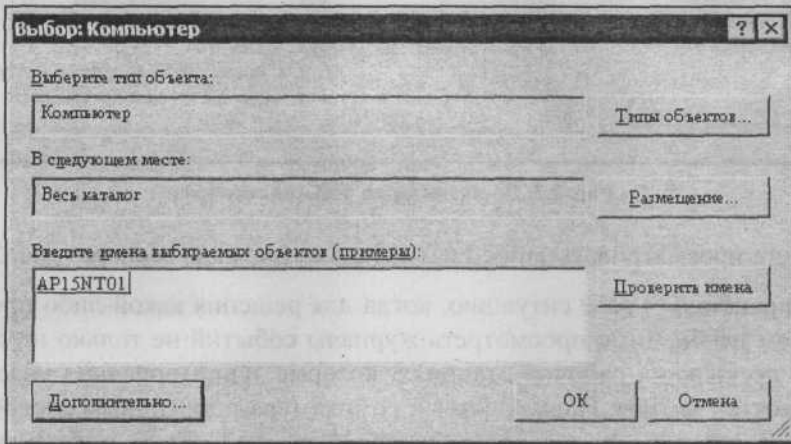 Выбор: Компьютер
Выберите тип объекта:
Компьютер
Типы объектов...
В следующем месте:
Весь каталог
Размещение...
Введите имена выбираемых объектов (примеры):
AP15NT01
Проверить имена
Дополнительно...
ОК
Отмена